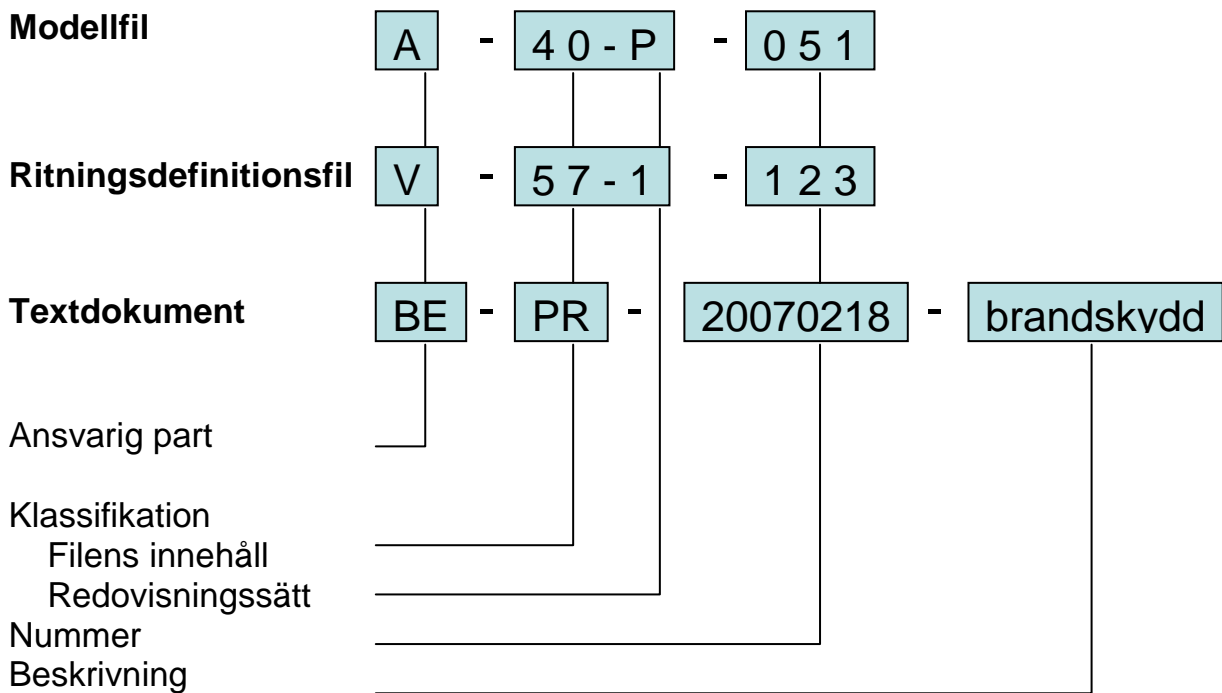 Modellfil A - 40-P - 051
Ritningsdefinitionsfil V - 57-1 - 123
Textdokument BE - PR - 20070218 - brandskydd
Ansvarig part
Klassifikation
Filens innehåll
Redovisningssätt
Nummer
Beskrivning